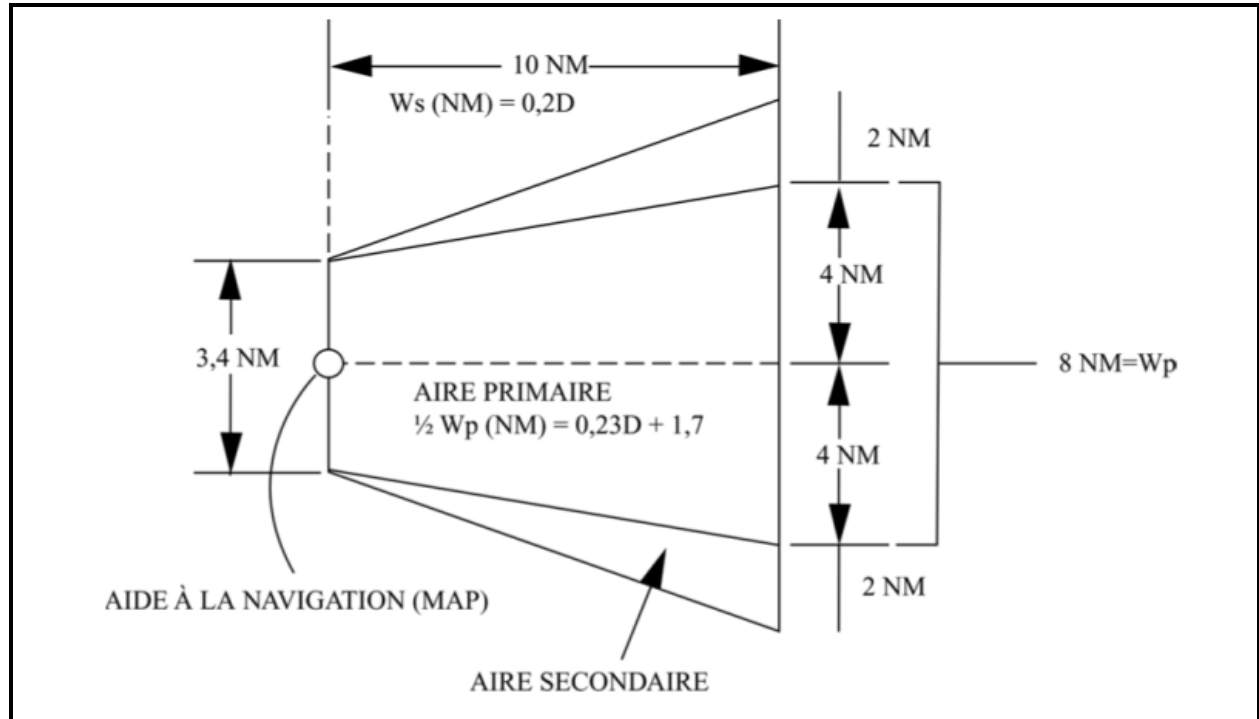 10 NM
Ws (NM) = 0,2D
2 NM
4 NM
3,4 NM
8 NM=Wp
AIRE PRIMAIRE
½ Wp (NM) = 0,23D + 1,7
4 NM
2 NM
AIDE À LA NAVIGATION (MAP)
AIRE SECONDAIRE